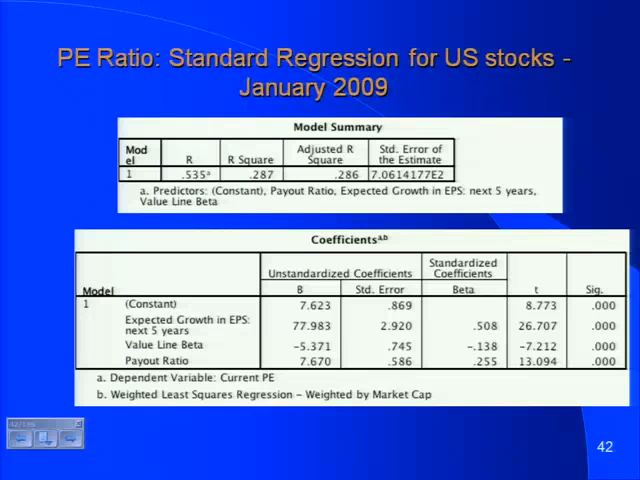 PE Ratio: Standard Regression for US stocks -
January 2009
Model Summary
Mod
el R R Square Adjusted R
Square Std. Error of
the Estimate
1 .535ᵃ .287 .286 7.0614177E2
a. Predictors: (Constant), Payout Ratio, Expected Growth in EPS: next 5 years,
Value Line Beta
Coefficientsᵃ,ᵇ
Model Unstandardized Coefficients Standardized
Coefficients t Sig.
B Std. Error Beta
1 (Constant) 7.623 .869 8.773 .000
Expected Growth in EPS:
next 5 years 77.983 2.920 .508 26.707 .000
Value Line Beta -5.371 .745 -.138 -7.212 .000
Payout Ratio 7.670 .586 .255 13.094 .000
a. Dependent Variable: Current PE
b. Weighted Least Squares Regression - Weighted by Market Cap
42